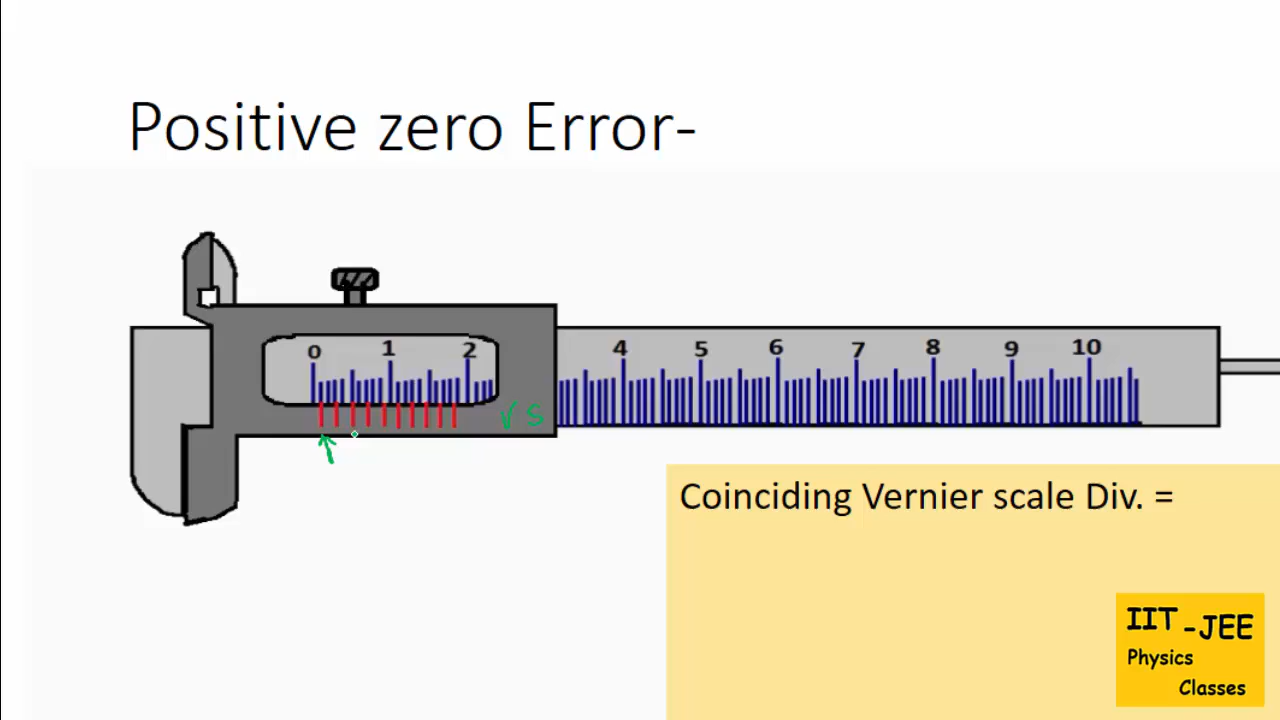 Positive zero Error-
0 1 2 4 5 6 7 8 9 10
VS
Coinciding Vernier scale Div. =
IIT-JEE
Physics
Classes